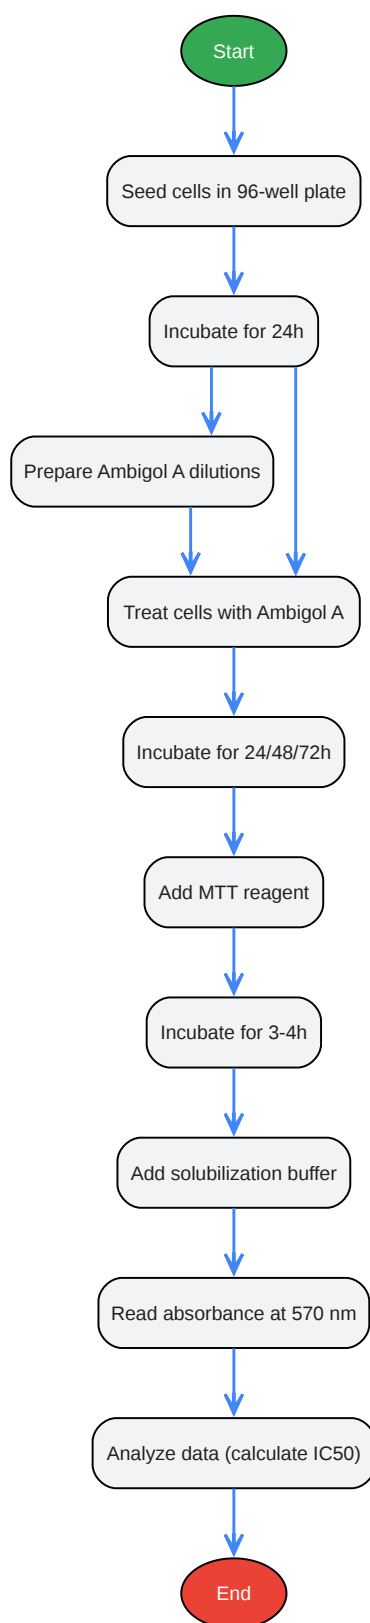 Start
Seed cells in 96-well plate
Incubate for 24h
Prepare Ambigol A dilutions
Treat cells with Ambigol A
Incubate for 24/48/72h
Add MTT reagent
Incubate for 3-4h
Add solubilization buffer
Read absorbance at 570 nm
Analyze data (calculate IC50)
End